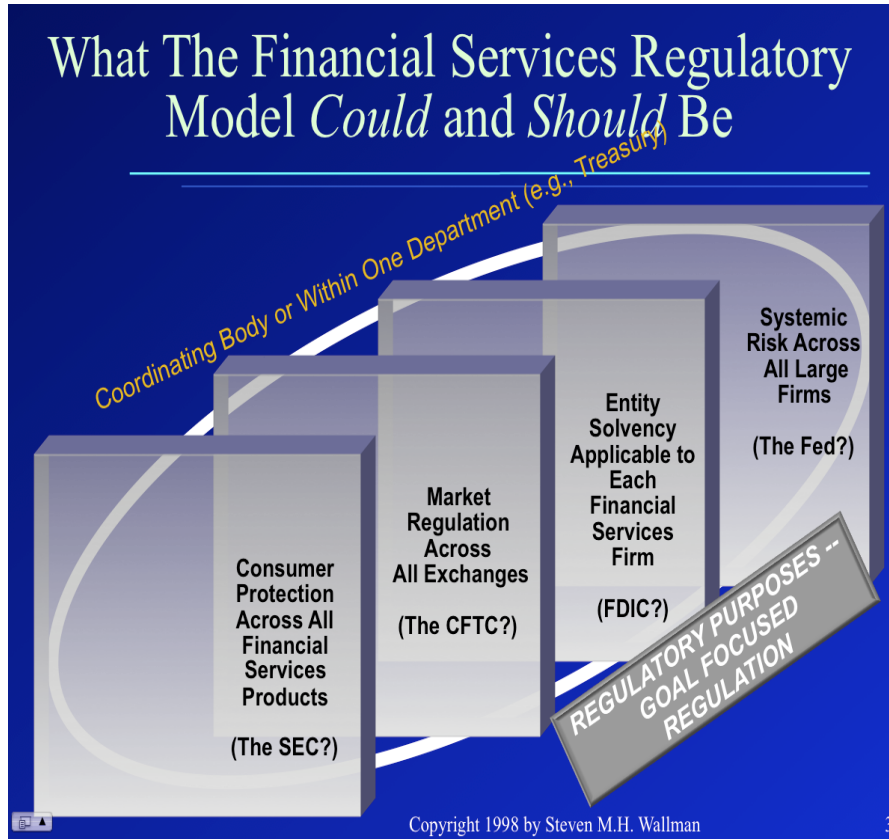 What The Financial Services Regulatory
Model Could and Should Be
Coordinating Body or Within One Department (e.g., Treasury)
Consumer
Protection
Across All
Financial
Services
Products
(The SEC?)
Market
Regulation
Across
All Exchanges
(The CFTC?)
Entity
Solvency
Applicable to
Each
Financial
Services
Firm
(FDIC?)
Systemic
Risk Across
All Large
Firms
(The Fed?)
REGULATORY PURPOSES --
GOAL FOCUSED
REGULATION
Copyright 1998 by Steven M.H. Wallman